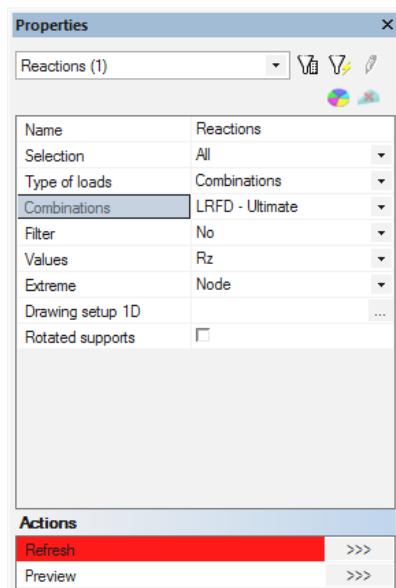 Properties
Reactions (1)
Name Reactions
Selection All
Type of loads Combinations
Combinations LRFD - Ultimate
Filter No
Values Rz
Extreme Node
Drawing setup 1D ...
Rotated supports
Actions
Refresh >>>
Preview >>>